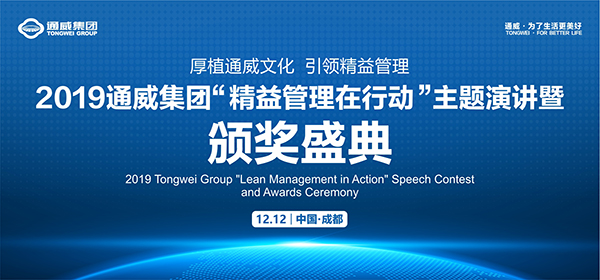 通威集团
TONGWEI GROUP
通威·为了生活更美好
TONGWEI·FOR BETTER LIFE
厚植通威文化 引领精益管理
2019通威集团“精益管理在行动”主题演讲暨
颁奖盛典
2019 Tongwei Group "Lean Management in Action" Speech Contest
and Awards Ceremony
12.12 | 中国·成都